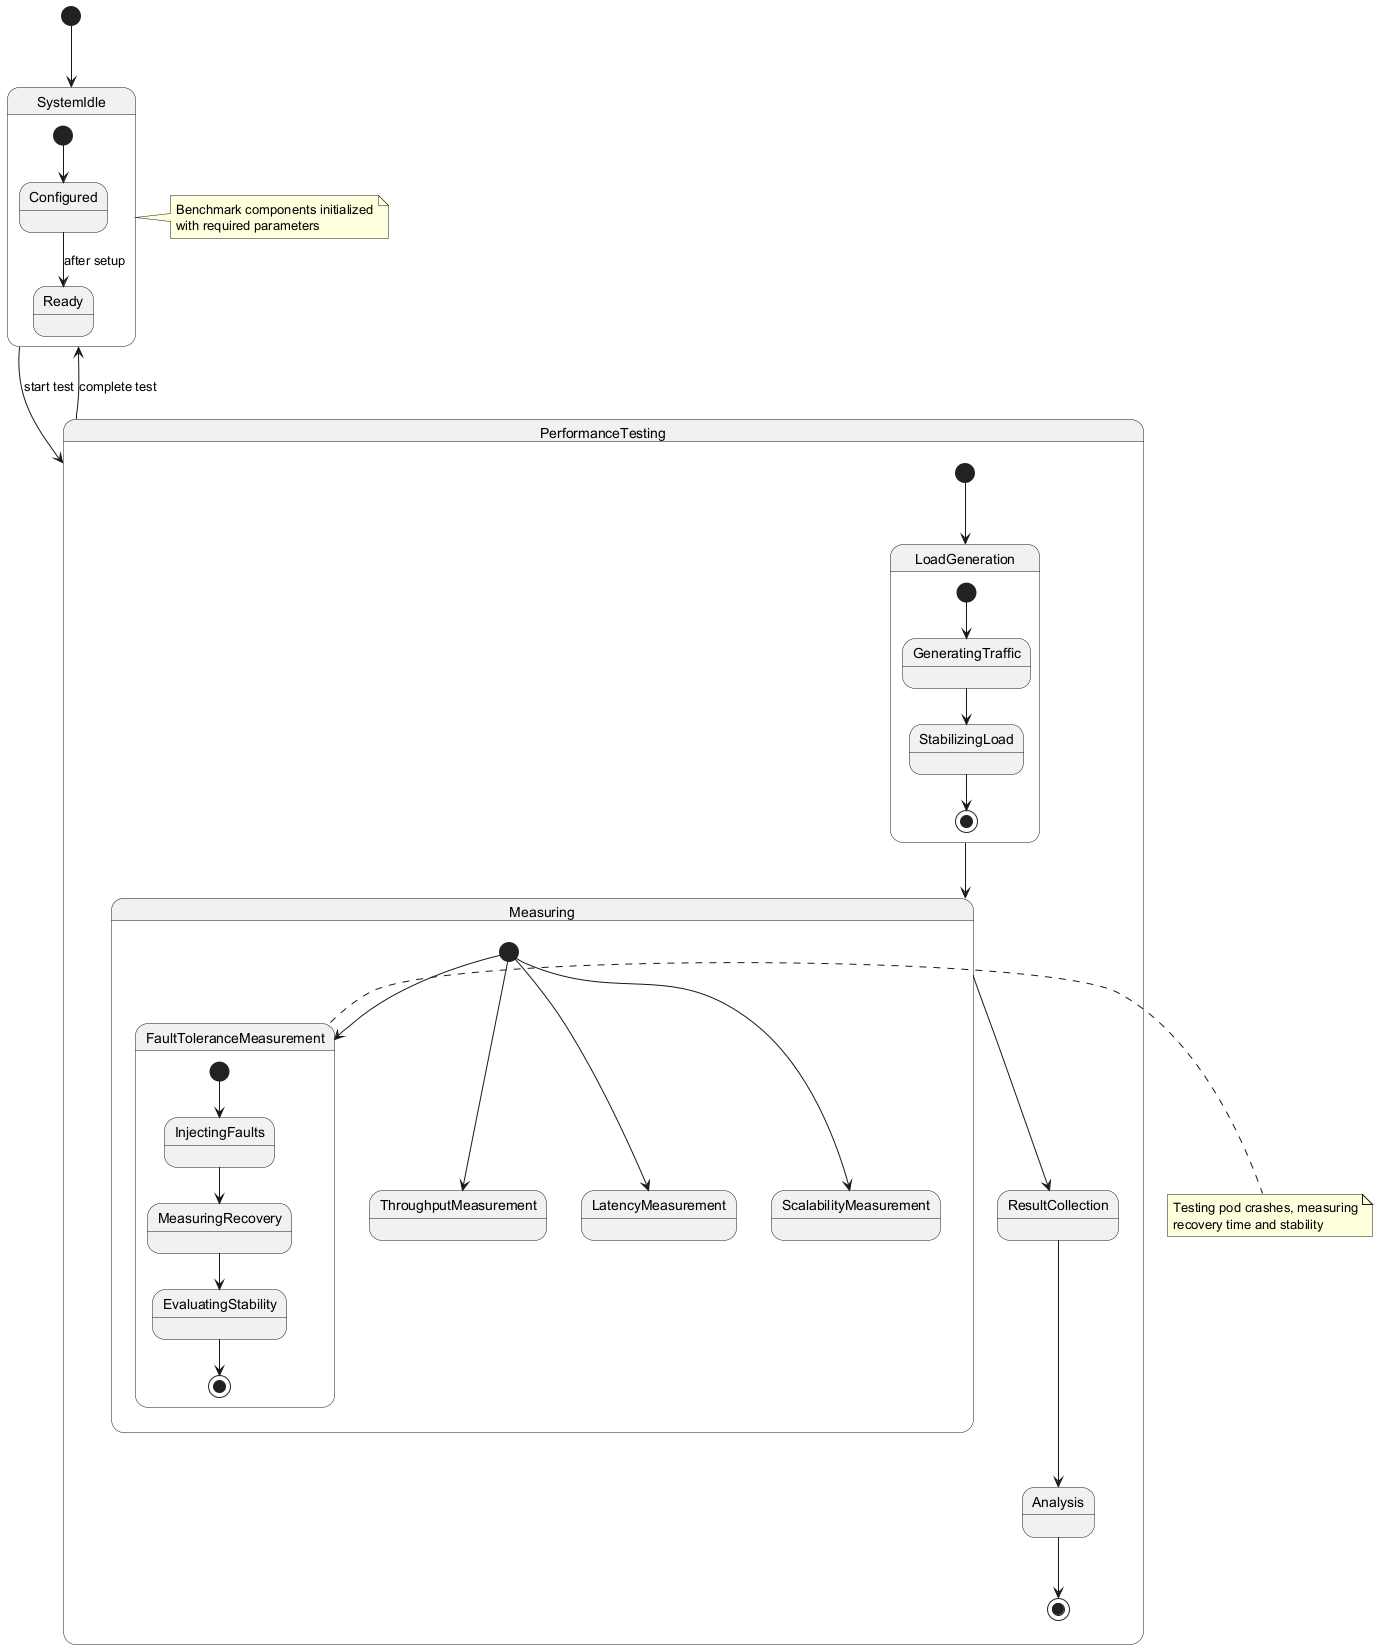 SystemIdle
Configured
Benchmark components initialized
with required parameters
after setup
Ready
start test
complete test
PerformanceTesting
LoadGeneration
GeneratingTraffic
StabilizingLoad
Measuring
FaultToleranceMeasurement
InjectingFaults
MeasuringRecovery
EvaluatingStability
ThroughputMeasurement
LatencyMeasurement
ScalabilityMeasurement
ResultCollection
Testing pod crashes, measuring
recovery time and stability
Analysis